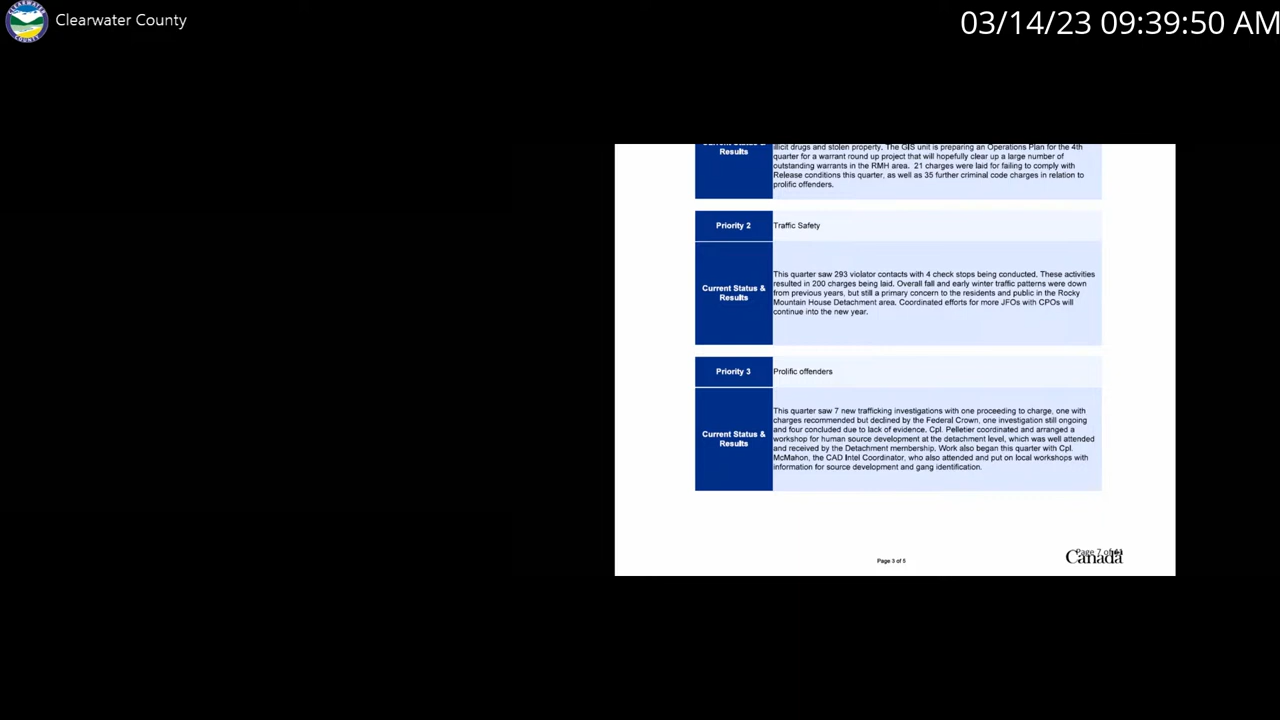 Clearwater County
03/14/23 09:39:50 AM
Current Status &
Results
illicit drugs and stolen property. The GIS unit is preparing an Operations Plan for the 4th
quarter for a warrant round up project that will hopefully clear up a large number of
outstanding warrants in the RMH area.  21 charges were laid for failing to comply with
Release conditions this quarter, as well as 35 further criminal code charges in relation to
prolific offenders.
Priority 2
Traffic Safety
Current Status &
Results
This quarter saw 293 violator contacts with 4 check stops being conducted. These activities
resulted in 200 charges being laid. Overall fall and early winter traffic patterns were down
from previous years, but still a primary concern to the residents and public in the Rocky
Mountain House Detachment area. Coordinated efforts for more JFOs with CPOs will
continue into the new year.
Priority 3
Prolific offenders
Current Status &
Results
This quarter saw 7 new trafficking investigations with one proceeding to charge, one with
charges recommended but declined by the Federal Crown, one investigation still ongoing
and four concluded due to lack of evidence. Cpl. Pelletier coordinated and arranged a
workshop for human source development at the detachment level, which was well attended
and received by the Detachment membership. Work also began this quarter with Cpl.
McMahon, the CAD Intel Coordinator, who also attended and put on local workshops with
information for source development and gang identification.
Page 3 of 5
Page 7 of
Canada